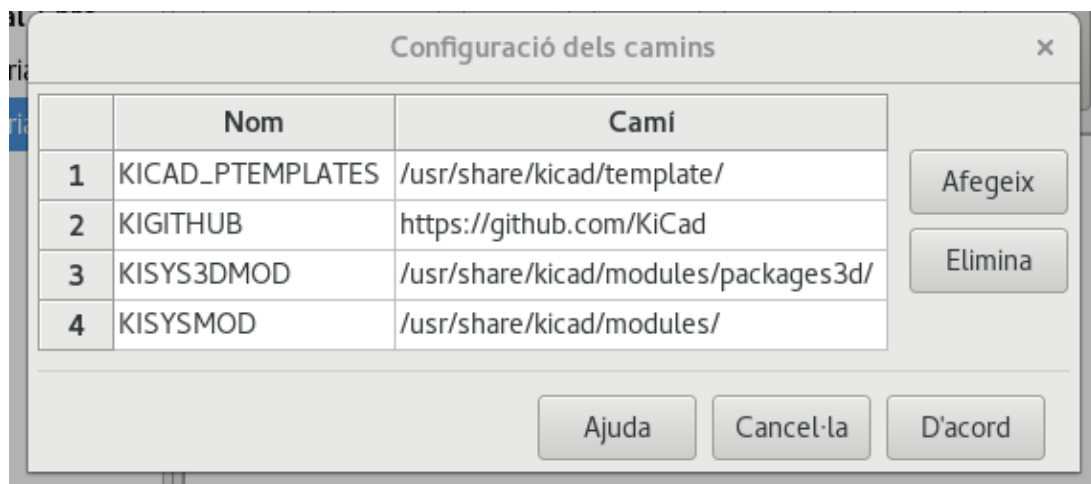 Configuració dels camins
Nom Camí
1 KICAD_PTEMPLATES /usr/share/kicad/template/
2 KIGITHUB https://github.com/KiCad
3 KISYS3DMOD /usr/share/kicad/modules/packages3d/
4 KISYSMOD /usr/share/kicad/modules/
Afegeix
Elimina
Ajuda Cancel·la D'acord